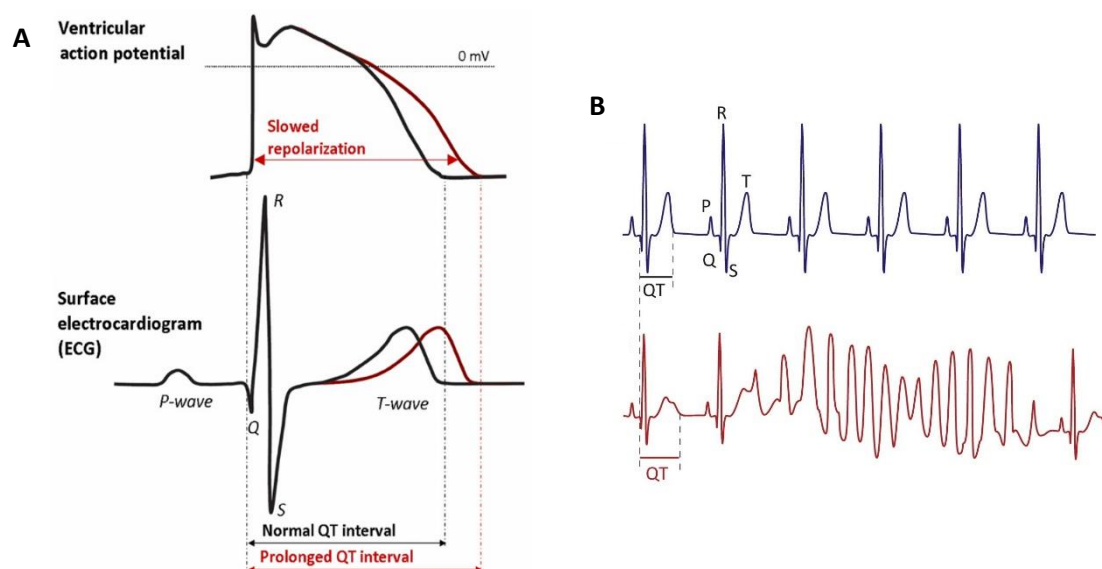 A
Ventricular
action potential
0 mV
Slowed
repolarization
R
Surface
electrocardiogram
(ECG)
P-wave
Q
T-wave
S
Normal QT interval
Prolonged QT interval
B
R
T
P
Q
S
QT
QT